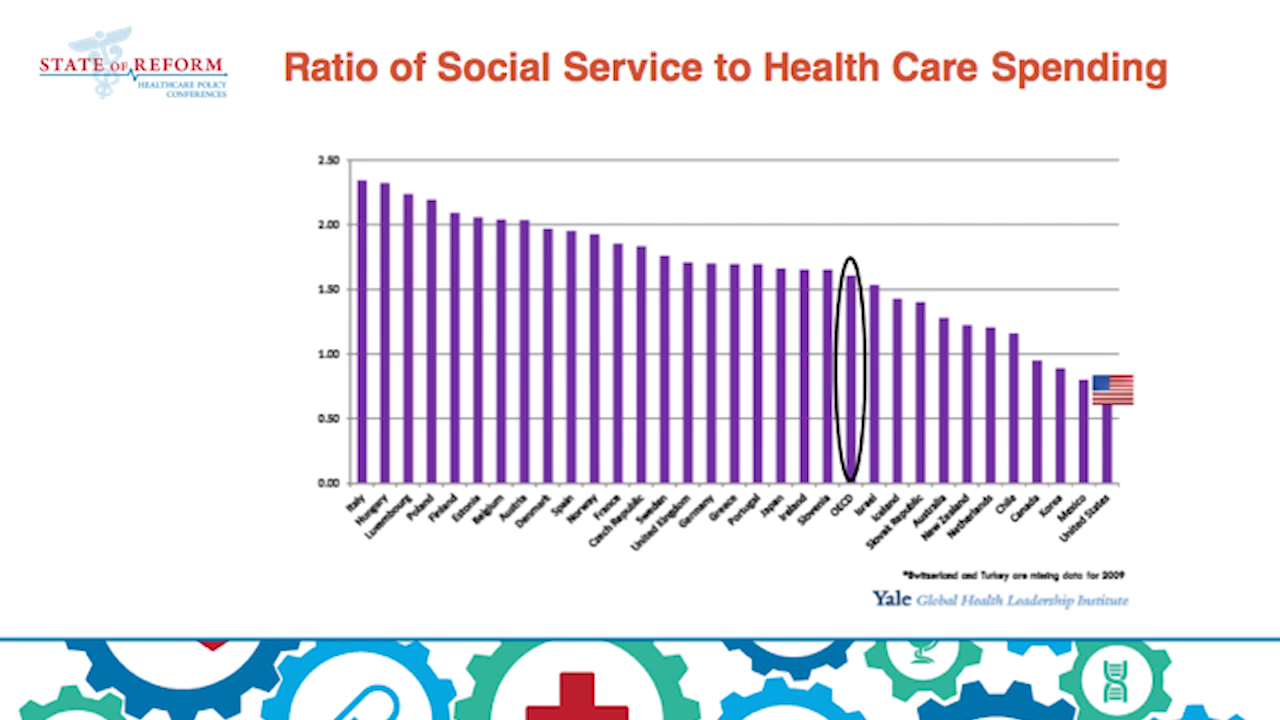 STATE OF REFORM
HEALTHCARE POLICY
CONFERENCES
Ratio of Social Service to Health Care Spending
2.50
2.00
1.50
1.00
0.50
0.00
Italy
Hungary
Luxembourg
Poland
Finland
Estonia
Belgium
Austria
Denmark
Spain
Norway
France
Czech Republic
Sweden
United Kingdom
Germany
Greece
Portugal
Japan
Ireland
Slovenia
OECD
Israel
Iceland
Slovak Republic
Australia
New Zealand
Netherlands
Chile
Canada
Korea
Mexico
United States
*Switzerland and Turkey are missing data for 2009
Yale Global Health Leadership Institute